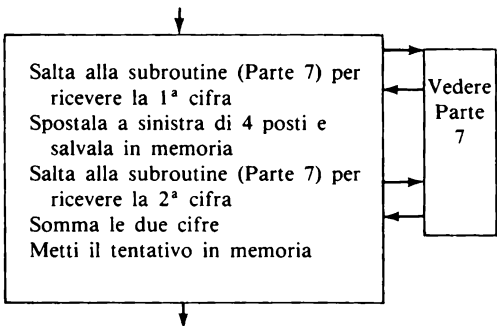 Salta alla subroutine (Parte 7) per
ricevere la 1ª cifra
Spostala a sinistra di 4 posti e
salvala in memoria
Salta alla subroutine (Parte 7) per
ricevere la 2ª cifra
Somma le due cifre
Metti il tentativo in memoria
Vedere
Parte
7